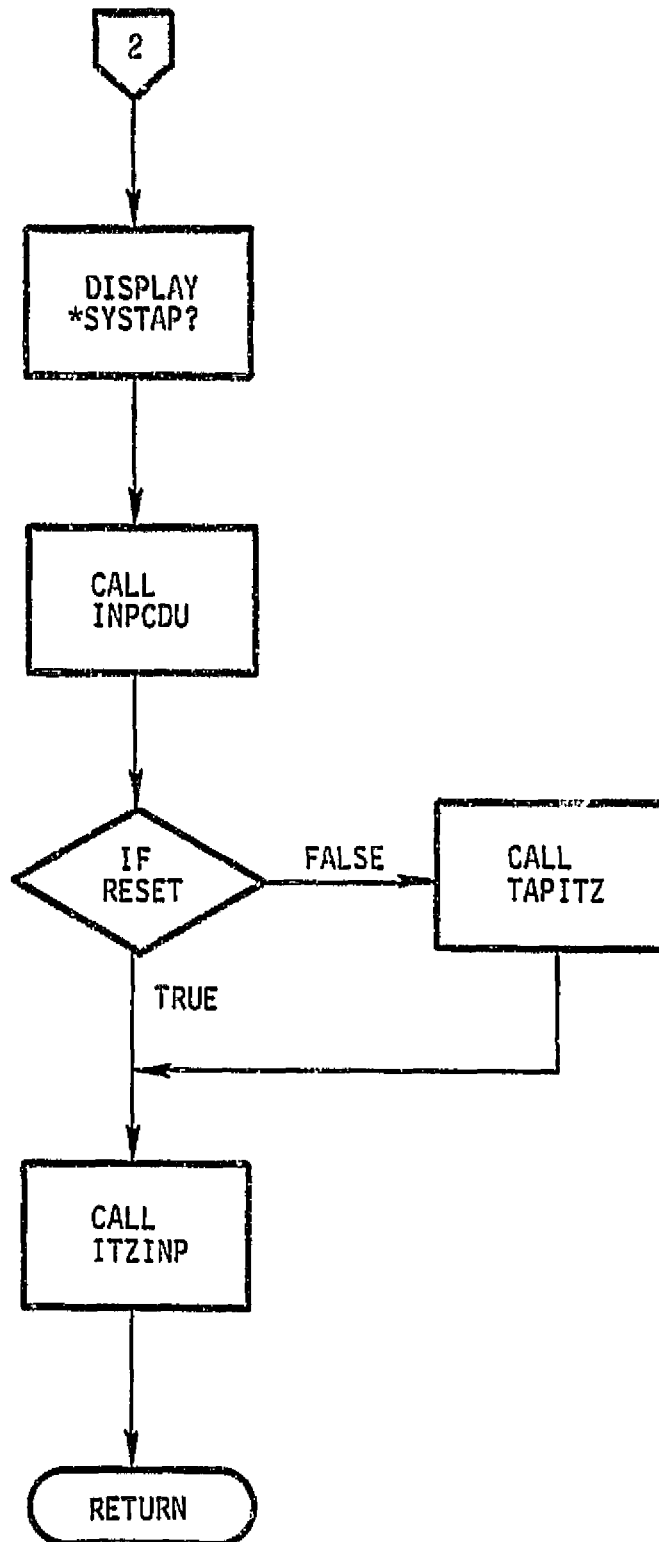 2
DISPLAY
*SYSTAP?
CALL
INPCDU
IF
RESET
FALSE
CALL
TAPITZ
TRUE
CALL
ITZINP
RETURN